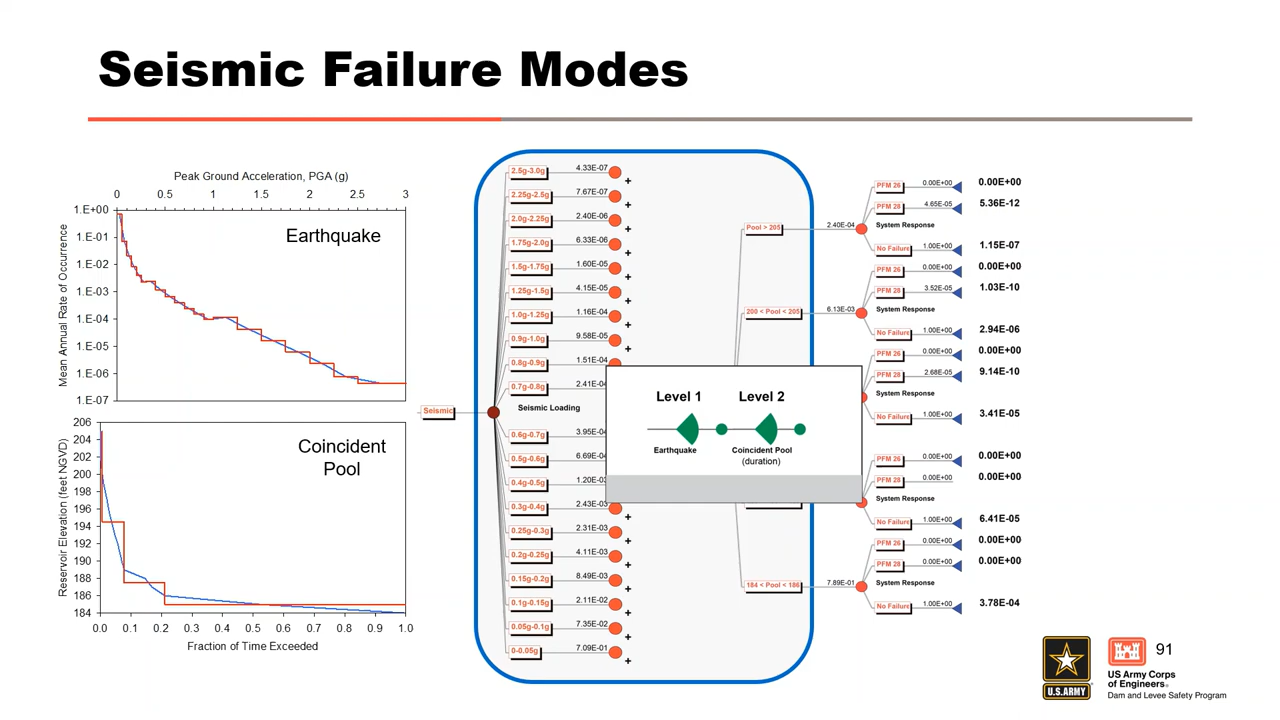 Seismic Failure Modes
Peak Ground Acceleration, PGA (g)
0 0.5 1 1.5 2 2.5 3
Mean Annual Rate of Occurrence
1.E+00
1.E-01
1.E-02
1.E-03
1.E-04
1.E-05
1.E-06
1.E-07
Earthquake
Reservoir Elevation (feet NGVD)
206
204
202
200
198
196
194
192
190
188
186
184
Coincident
Pool
0.0 0.1 0.2 0.3 0.4 0.5 0.6 0.7 0.8 0.9 1.0
Fraction of Time Exceeded
Seismic
2.5g-3.0g 4.33E-07
+
2.25g-2.5g 7.67E-07
+
2.0g-2.25g 2.40E-06
+
1.75g-2.0g 6.33E-06
+
1.5g-1.75g 1.60E-05
+
1.25g-1.5g 4.15E-05
+
1.0g-1.25g 1.16E-04
+
0.9g-1.0g 9.58E-05
+
0.8g-0.9g 1.51E-04
0.7g-0.8g 2.41E-04
Seismic Loading
0.6g-0.7g 3.95E-04
0.5g-0.6g 6.69E-04
0.4g-0.5g 1.20E-03
0.3g-0.4g 2.43E-03
+
0.25g-0.3g 2.31E-03
+
0.2g-0.25g 4.11E-03
+
0.15g-0.2g 8.49E-03
+
0.1g-0.15g 2.11E-02
+
0.05g-0.1g 7.35E-02
+
0-0.05g 7.09E-01
+
Level 1 Level 2
Earthquake Coincident Pool
(duration)
Pool > 205 2.40E-04
200 < Pool < 205 6.13E-03
184 < Pool < 186 7.89E-01
PFM 26 0.00E+00 0.00E+00
PFM 28 4.65E-05 5.36E-12
System Response
No Failure 1.00E+00 1.15E-07
PFM 26 0.00E+00 0.00E+00
PFM 28 3.52E-05 1.03E-10
System Response
No Failure 1.00E+00 2.94E-06
PFM 26 0.00E+00 0.00E+00
PFM 28 2.68E-05 9.14E-10
System Response
No Failure 1.00E+00 3.41E-05
PFM 26 0.00E+00 0.00E+00
PFM 28 0.00E+00 0.00E+00
System Response
No Failure 1.00E+00 6.41E-05
PFM 26 0.00E+00 0.00E+00
PFM 28 0.00E+00 0.00E+00
System Response
No Failure 1.00E+00 3.78E-04
U.S.ARMY
91
US Army Corps
of Engineers®
Dam and Levee Safety Program